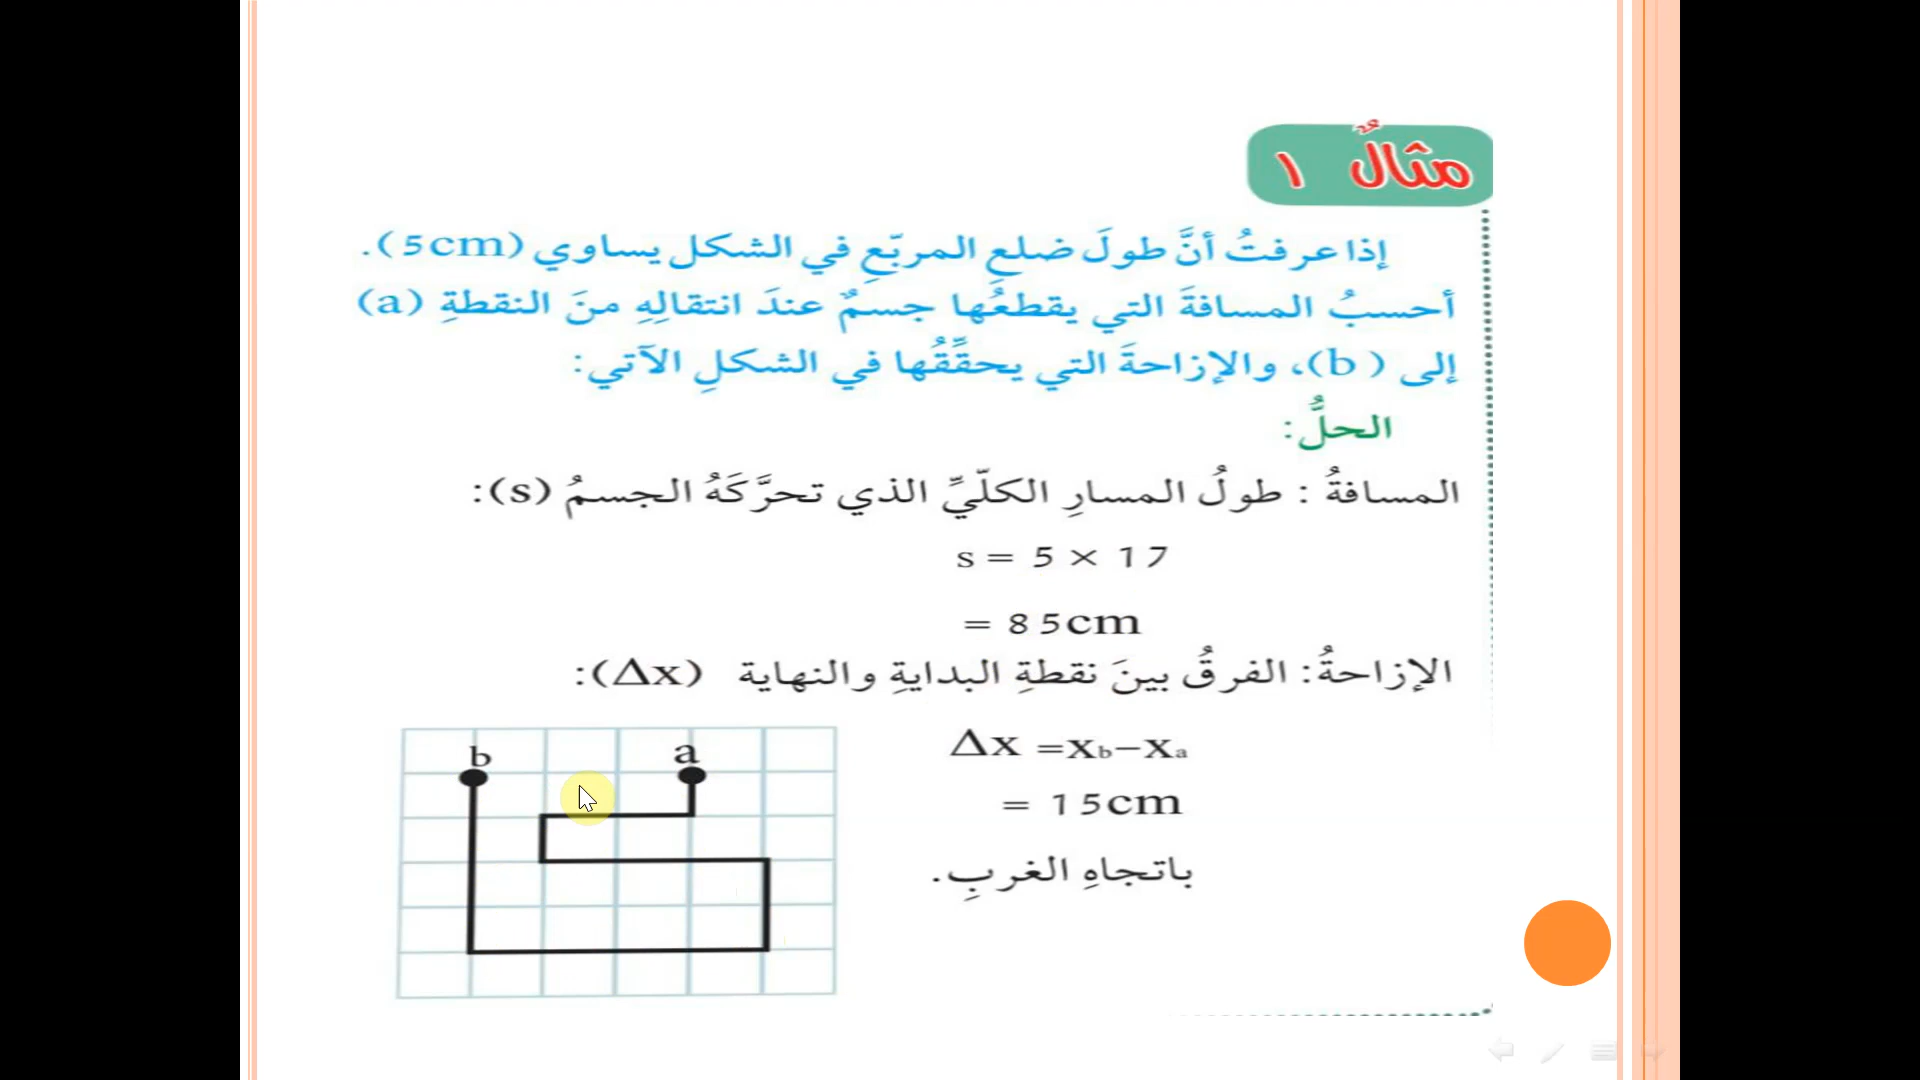 مثالٌ ١
إذا عرفتُ أنَّ طولَ ضلعِ المربّعِ في الشكل يساوي (5cm).
أحسبُ المسافةَ التي يقطعُها جسمٌ عندَ انتقالِهِ منَ النقطةِ (a)
إلى (b)، والإزاحةَ التي يحقِّقُها في الشكلِ الآتي:
الحلُّ:
المسافةُ : طولُ المسارِ الكلّيِّ الذي تحرَّكَهُ الجسمُ (s):
s = 5 × 17
= 85cm
الإزاحةُ: الفرقُ بينَ نقطةِ البدايةِ والنهاية (Δx):
Δx =xb−xa
= 15cm
باتجاهِ الغربِ.
b a